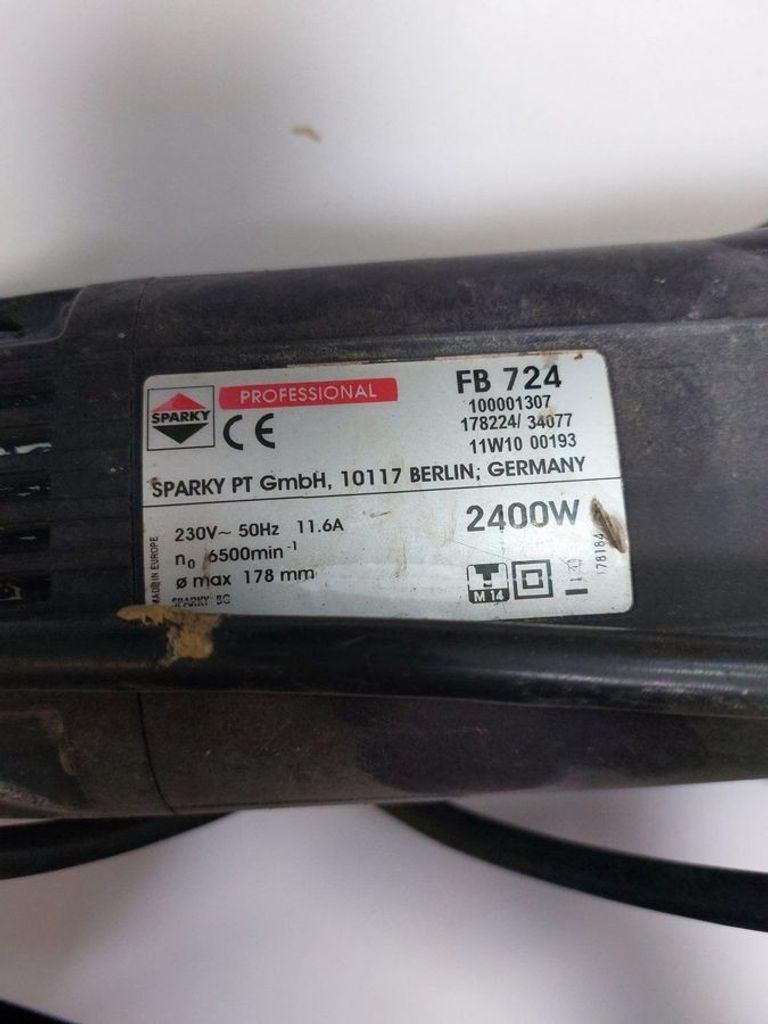 SPARKY
PROFESSIONAL
CE
FB 724
100001307
178224/ 34077
11W10 00193
SPARKY PT GmbH, 10117 BERLIN; GERMANY
230V~ 50Hz 11.6A
2400W
n₀ 6500min⁻¹
ø max 178 mm
SPARKY BG
MADE IN EUROPE
M 14
178184